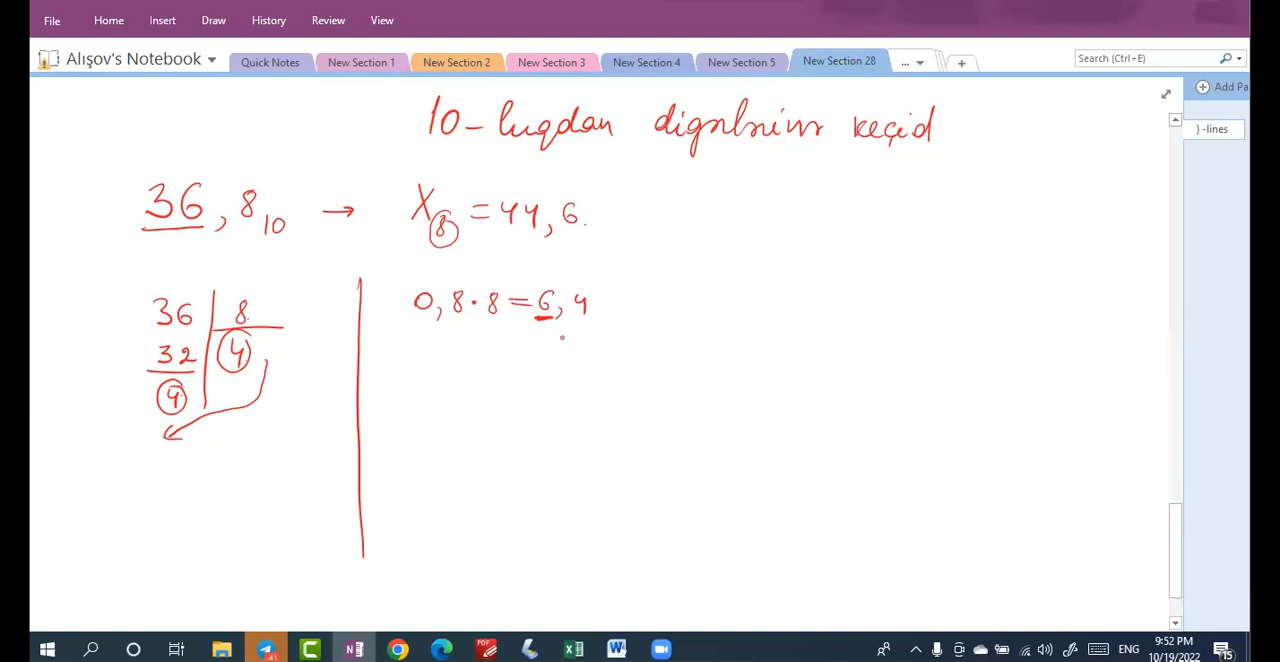 File Home Insert Draw History Review View
Alışov's Notebook Quick Notes New Section 1 New Section 2 New Section 3 New Section 4 New Section 5 New Section 28 ... + Search (Ctrl+E)
Add Pa
} -lines
10-luqdan keçid
36,8₁₀ → X₈ = 44,6.
36 8
32 4
4
0,8·8=6,4
PDF
41
ENG
9:52 PM
10/19/2022
15